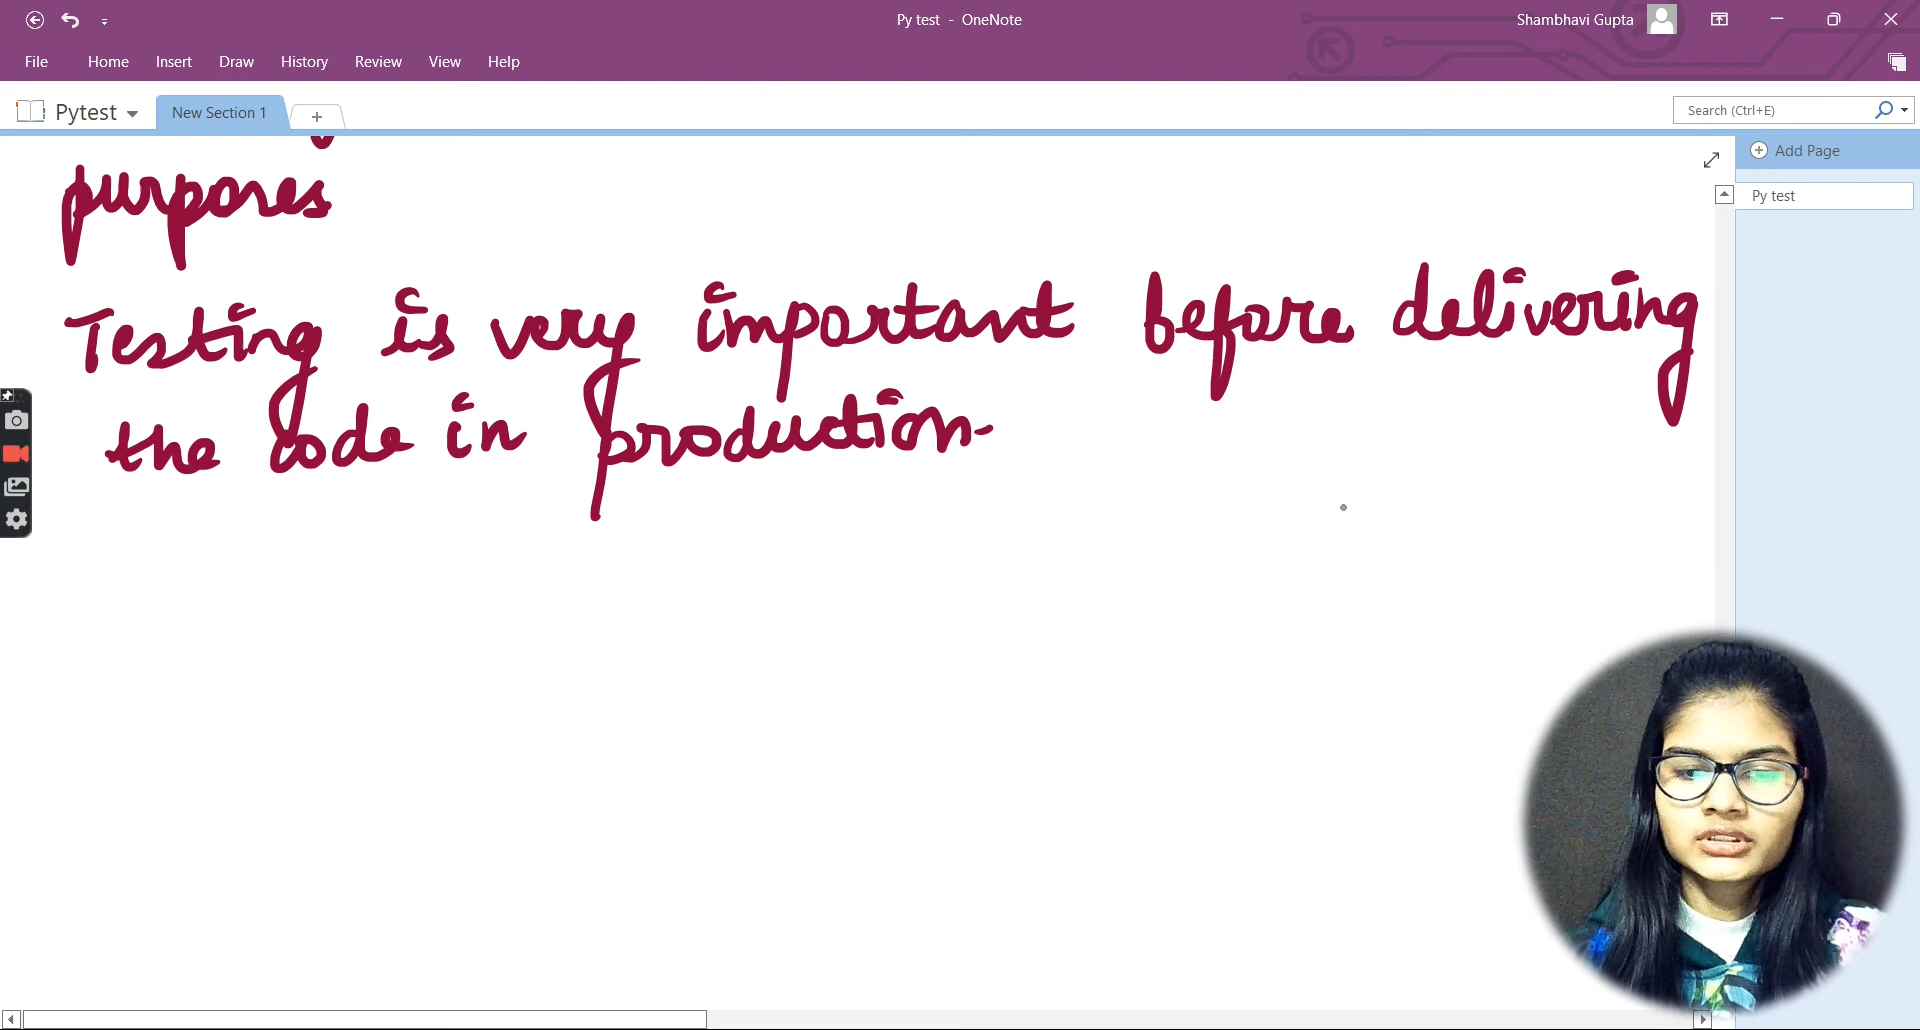 Py test - OneNote
Shambhavi Gupta
File Home Insert Draw History Review View Help
Pytest
New Section 1
Search (Ctrl+E)
Add Page
Py test
purposes
Testing is very important before delivering
the code in production.